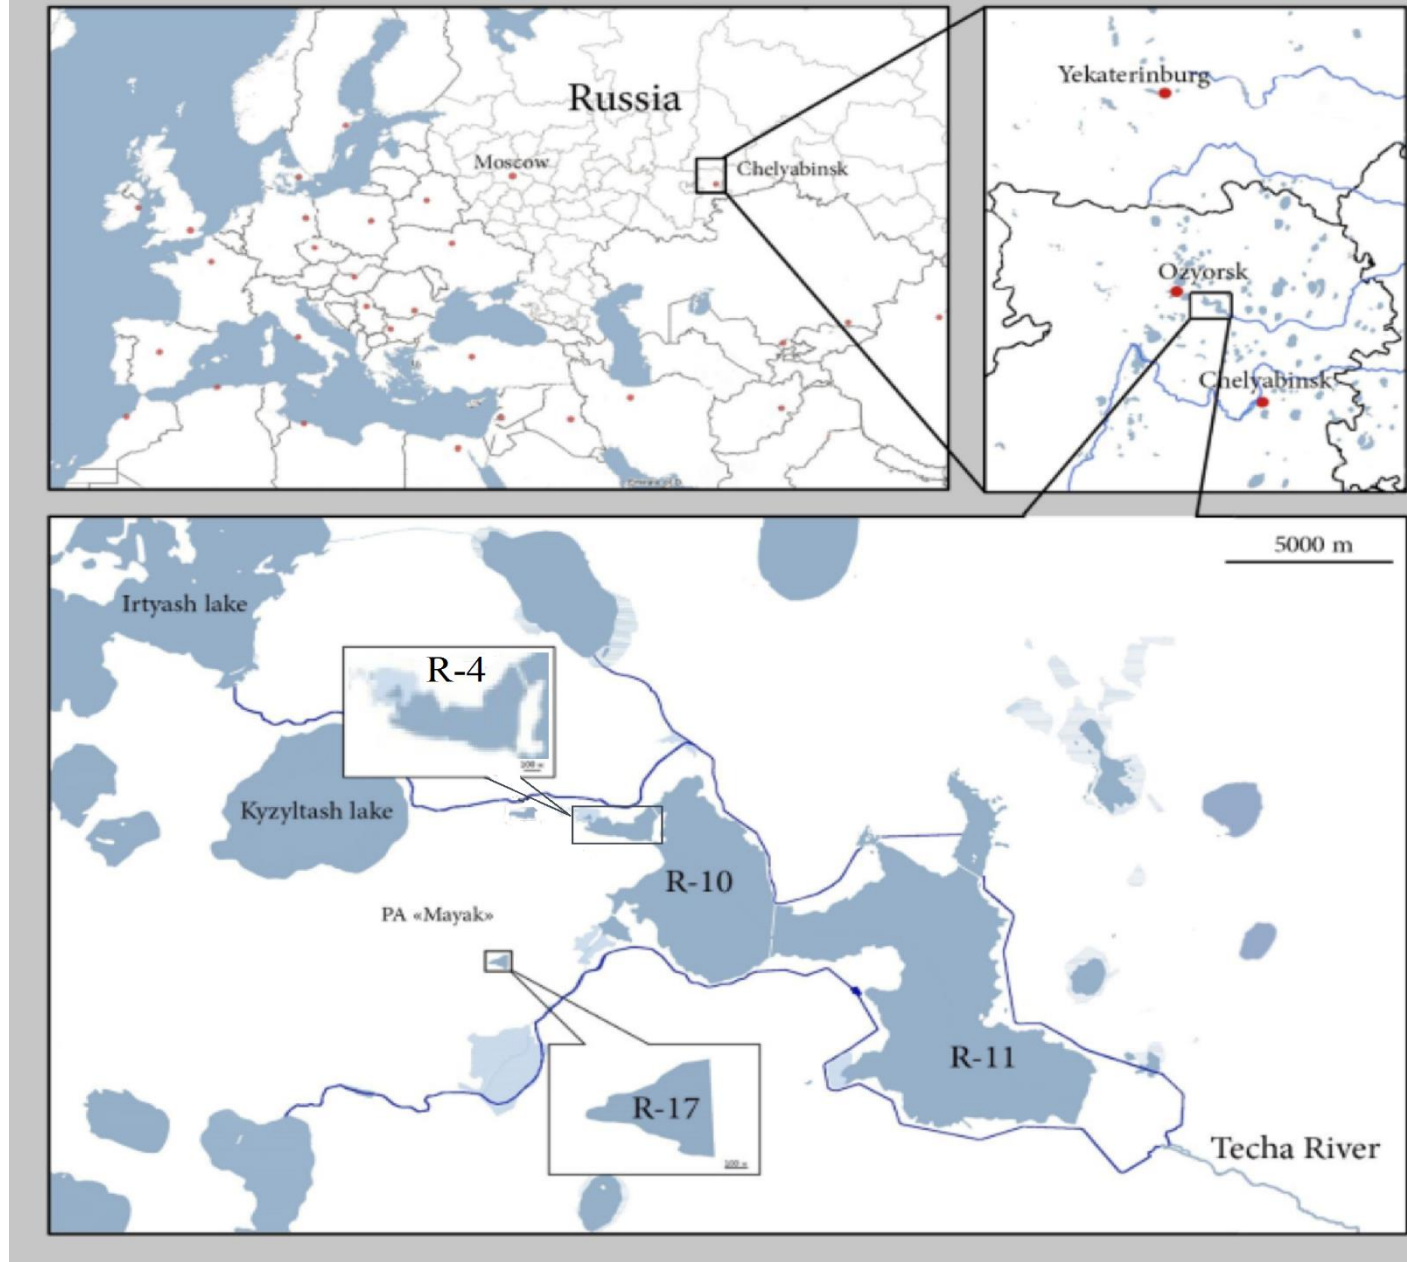 Russia
Moscow
Chelyabinsk
Yekaterinburg
Ozyorsk
Chelyabinsk
5000 m
Irtyash lake
R-4
Kyzyltash lake
R-10
PA «Mayak»
R-11
R-17
Techa River